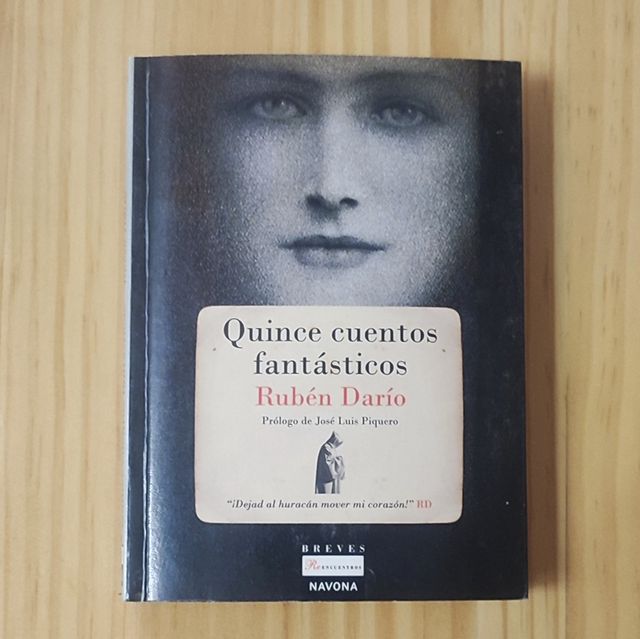 Quince cuentos
fantásticos
Rubén Darío
Prólogo de José Luis Piquero
“¡Dejad al huracán mover mi corazón!” RD
BREVES
ReENCUENTROS
NAVONA